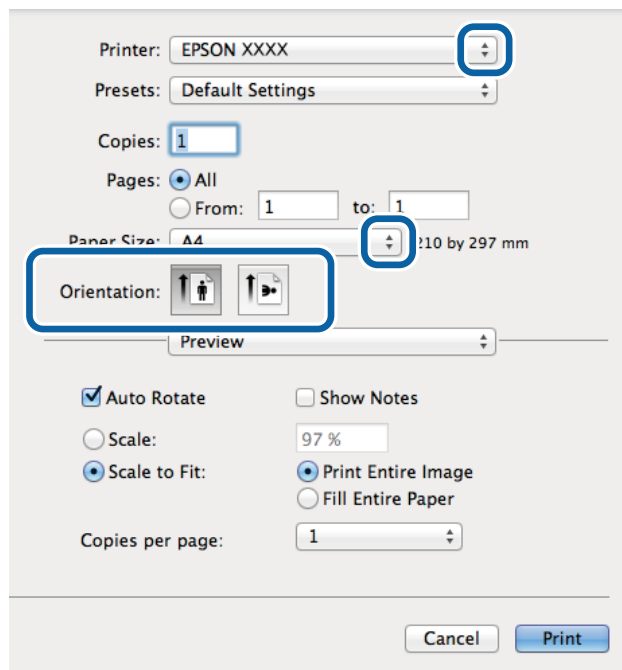 Printer: EPSON XXXX
Presets: Default Settings
Copies: 1
Pages: All
From: 1 to: 1
Paper Size: A4 210 by 297 mm
Orientation:
Preview
Auto Rotate Show Notes
Scale: 97 %
Scale to Fit: Print Entire Image
Fill Entire Paper
Copies per page: 1
Cancel Print